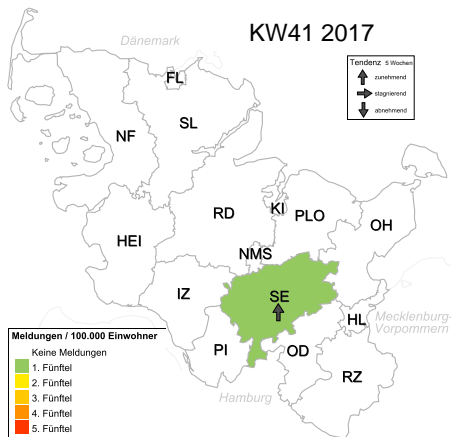 KW41 2017
Dänemark
Tendenz 5 Wochen
zunehmend
stagnierend
abnehmend
FL
SL
NF
RD
KI
PLO
OH
HEI
NMS
IZ
SE
HL
Mecklenburg-
Vorpommern
PI
OD
RZ
Hamburg
Meldungen / 100.000 Einwohner
Keine Meldungen
1. Fünftel
2. Fünftel
3. Fünftel
4. Fünftel
5. Fünftel